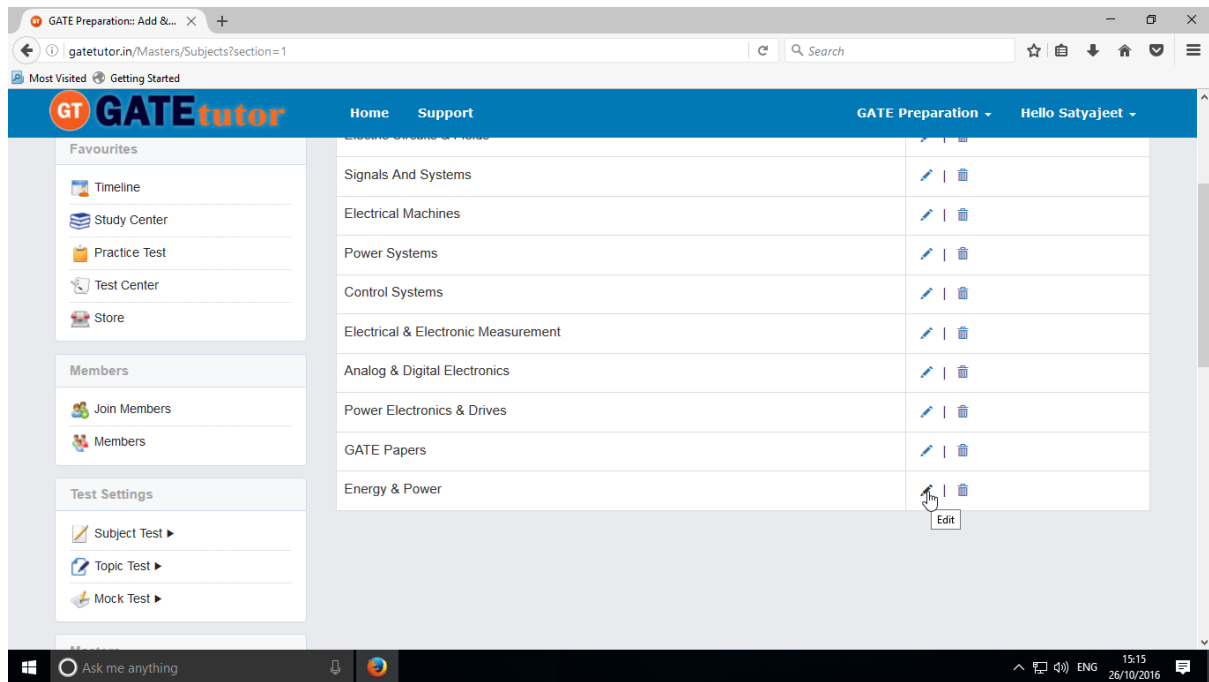 GATE Preparation:: Add &...
gatetutor.in/Masters/Subjects?section=1
Search
Most Visited Getting Started
GT GATEtutor Home Support GATE Preparation Hello Satyajeet
Favourites
Timeline
Study Center
Practice Test
Test Center
Store
Members
Join Members
Members
Test Settings
Subject Test
Topic Test
Mock Test
Signals And Systems
Electrical Machines
Power Systems
Control Systems
Electrical & Electronic Measurement
Analog & Digital Electronics
Power Electronics & Drives
GATE Papers
Energy & Power
Edit
Ask me anything
ENG
15:15
26/10/2016